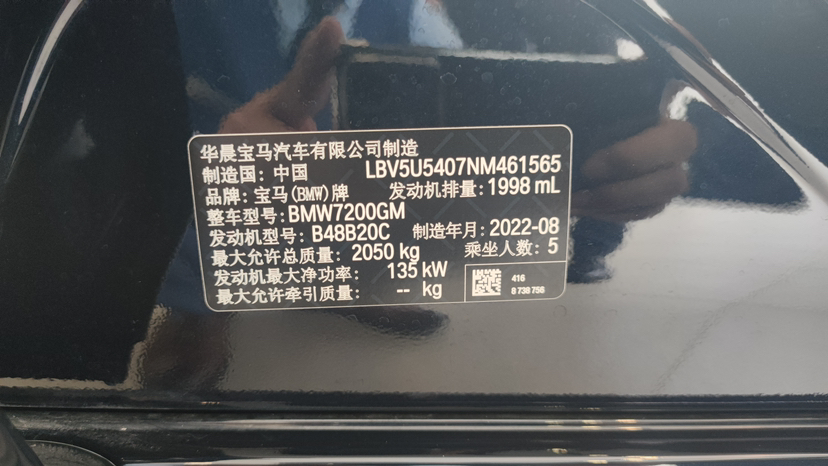 华晨宝马汽车有限公司制造
制造国：中国 LBV5U5407NM461565
品牌：宝马(BMW)牌 发动机排量：1998 mL
整车型号：BMW7200GM
发动机型号：B48B20C 制造年月：2022-08
最大允许总质量：2050 kg 乘坐人数：5
发动机最大净功率：135 kW
最大允许牵引质量：-- kg
416
8 738 758